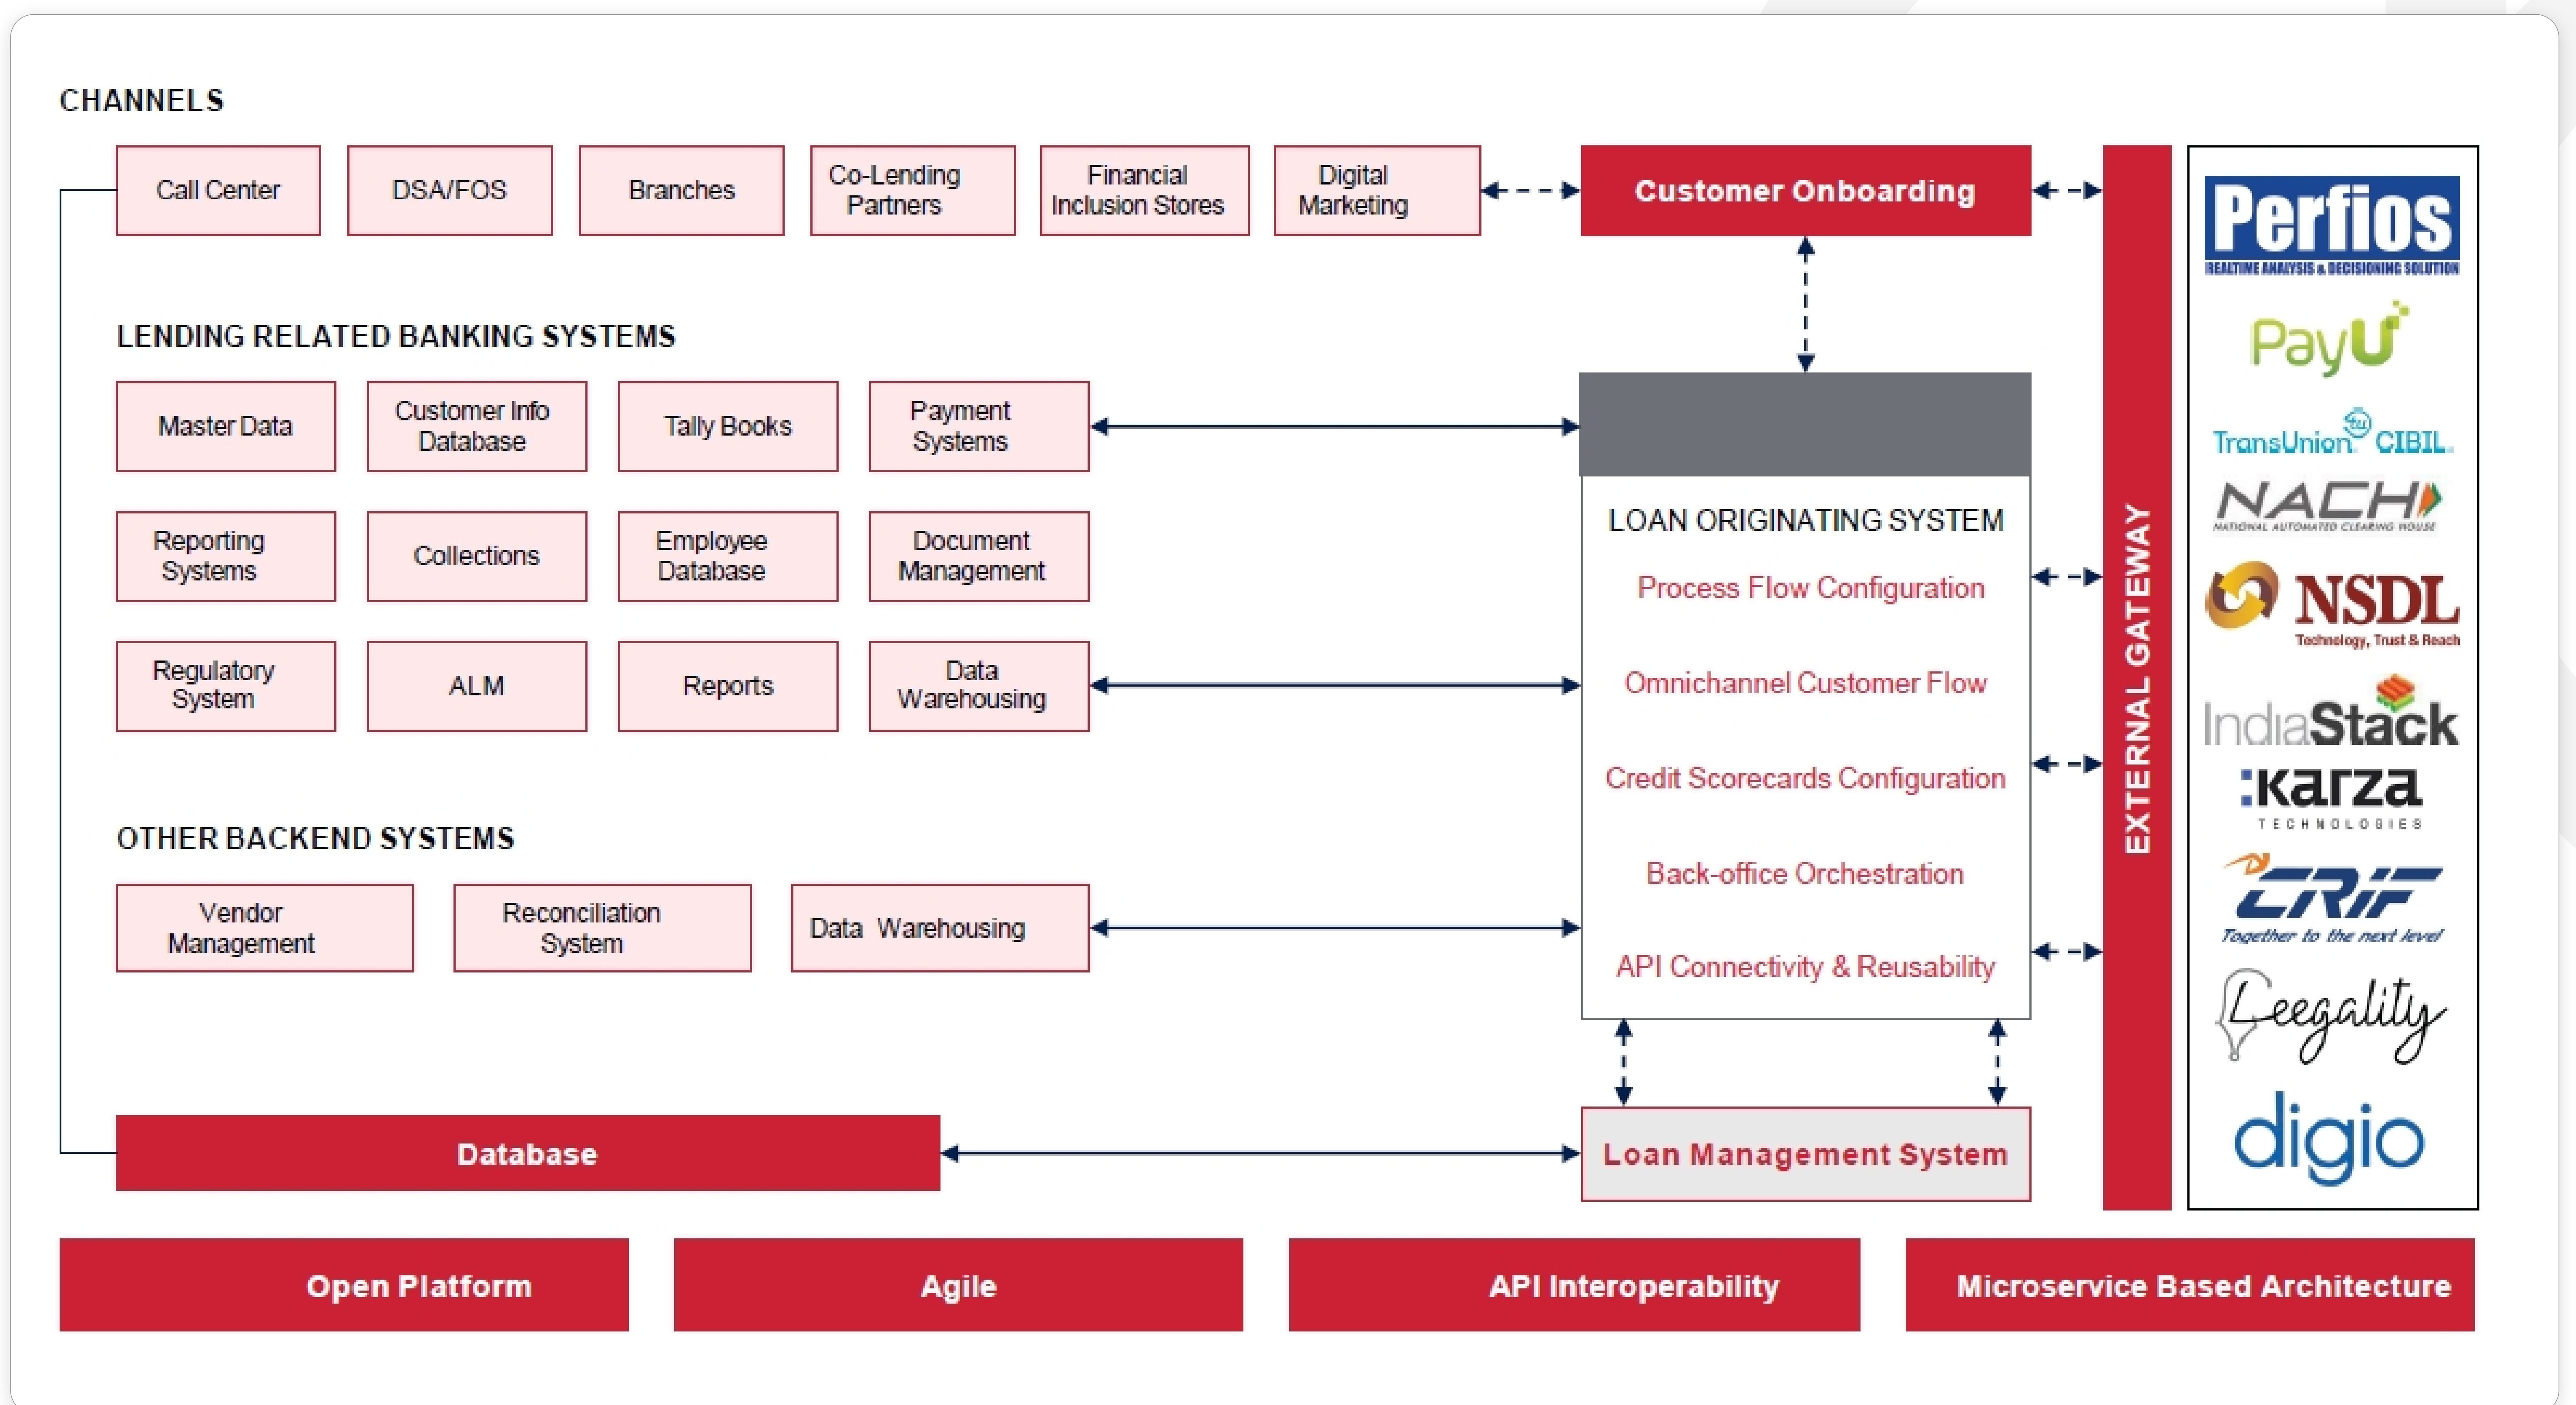 CHANNELS
Call Center
DSA/FOS
Branches
Co-Lending
Partners
Financial
Inclusion Stores
Digital
Marketing
Customer Onboarding
LENDING RELATED BANKING SYSTEMS
Master Data
Customer Info
Database
Tally Books
Payment
Systems
Reporting
Systems
Collections
Employee
Database
Document
Management
Regulatory
System
ALM
Reports
Data
Warehousing
OTHER BACKEND SYSTEMS
Vendor
Management
Reconciliation
System
Data Warehousing
Database
LOAN ORIGINATING SYSTEM
Process Flow Configuration
Omnichannel Customer Flow
Credit Scorecards Configuration
Back-office Orchestration
API Connectivity & Reusability
Loan Management System
EXTERNAL GATEWAY
Perfios
REALTIME ANALYSIS & DECISIONING SOLUTION
PayU
tu
TransUnion CIBIL
NACH
NATIONAL AUTOMATED CLEARING HOUSE
NSDL
Technology, Trust & Reach
IndiaStack
:karza
TECHNOLOGIES
CRIF
Together to the next level
Leegality
digio
Open Platform
Agile
API Interoperability
Microservice Based Architecture